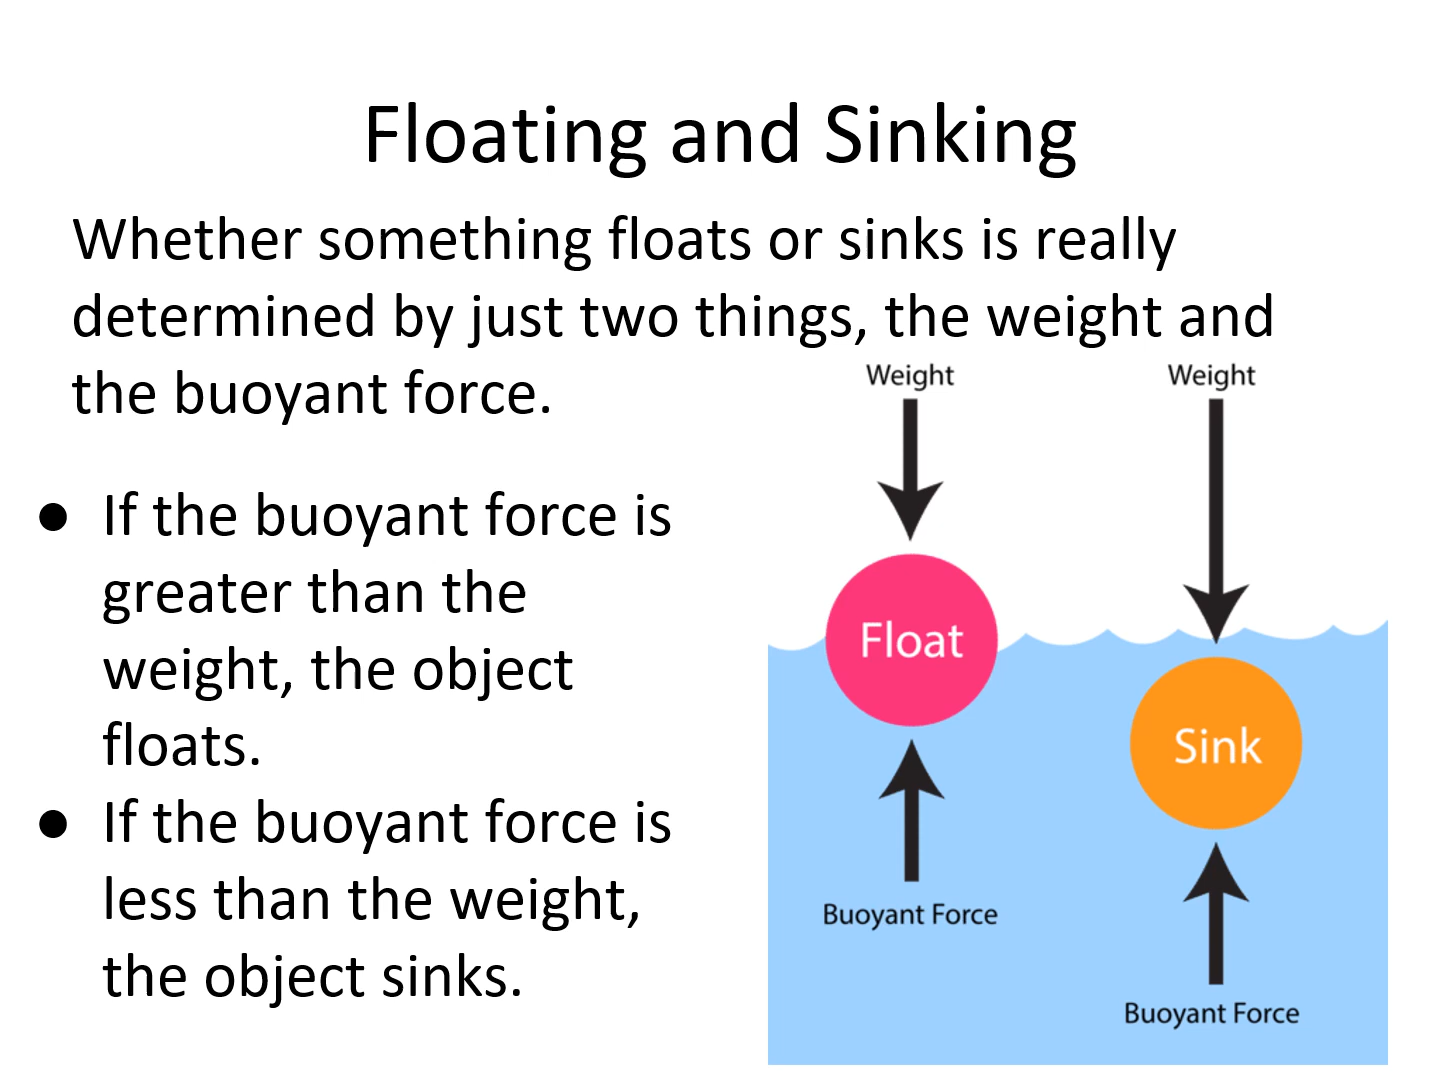 Floating and Sinking
Whether something floats or sinks is really
determined by just two things, the weight and
the buoyant force.
● If the buoyant force is
greater than the
weight, the object
floats.
● If the buoyant force is
less than the weight,
the object sinks.
Weight
Weight
Float
Sink
Buoyant Force
Buoyant Force